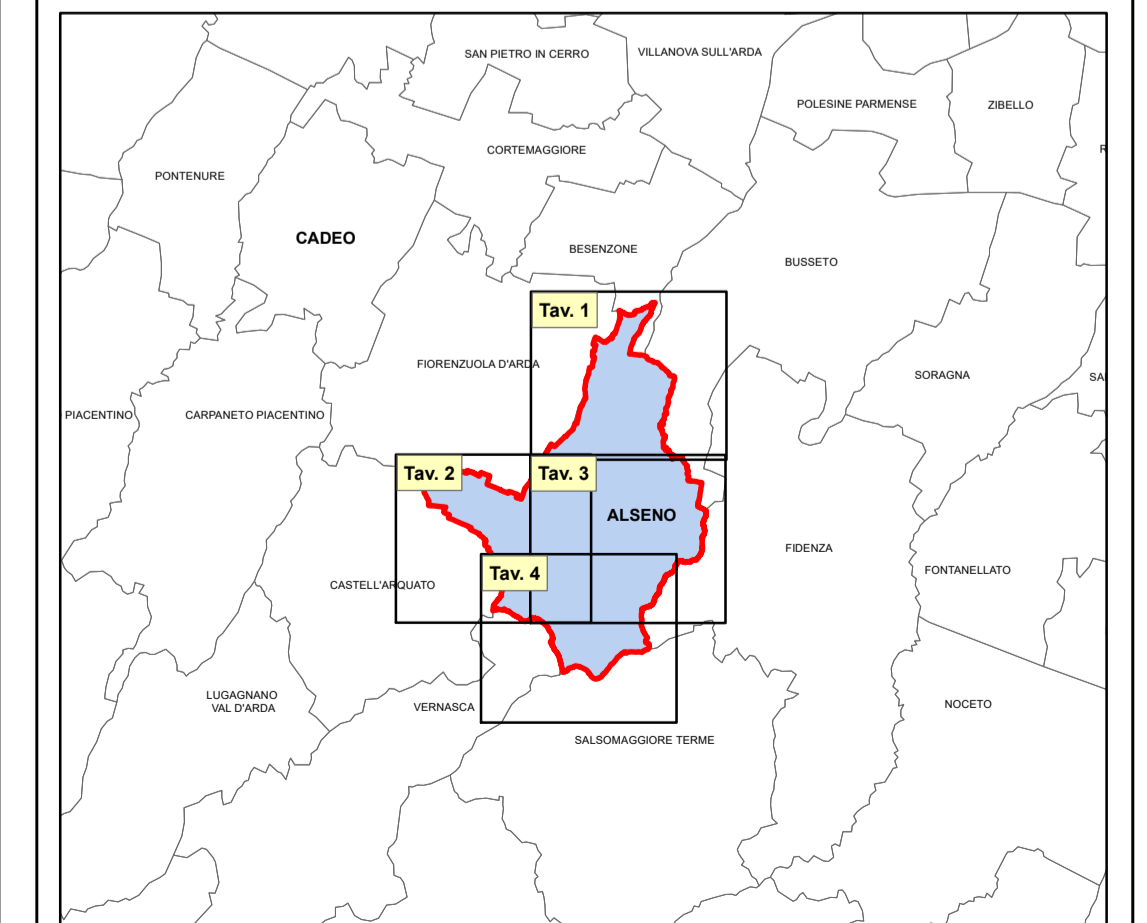 SAN PIETRO IN CERRO
VILLANOVA SULL'ARDA
POLESINE PARMENSE
ZIBELLO
CORTEMAGGIORE
R
PONTENURE
CADEO
BESENZONE
BUSSETO
Tav. 1
FIORENZUOLA D'ARDA
SORAGNA
SA
PIACENTINO
CARPANETO PIACENTINO
Tav. 2
Tav. 3
ALSENO
FIDENZA
Tav. 4
FONTANELLATO
CASTELL'ARQUATO
LUGAGNANO
VAL D'ARDA
VERNASCA
NOCETO
SALSOMAGGIORE TERME